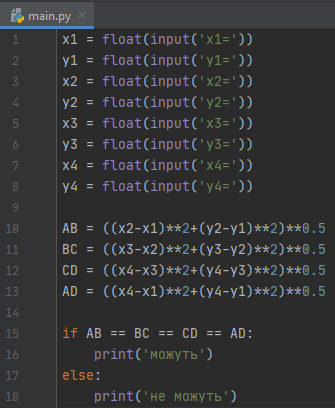 main.py
1 x1 = float(input('x1='))
2 y1 = float(input('y1='))
3 x2 = float(input('x2='))
4 y2 = float(input('y2='))
5 x3 = float(input('x3='))
6 y3 = float(input('y3='))
7 x4 = float(input('x4='))
8 y4 = float(input('y4='))
9
10 AB = ((x2-x1)**2+(y2-y1)**2)**0.5
11 BC = ((x3-x2)**2+(y3-y2)**2)**0.5
12 CD = ((x4-x3)**2+(y4-y3)**2)**0.5
13 AD = ((x4-x1)**2+(y4-y1)**2)**0.5
14
15 if AB == BC == CD == AD:
16     print('можуть')
17 else:
18     print('не можуть')